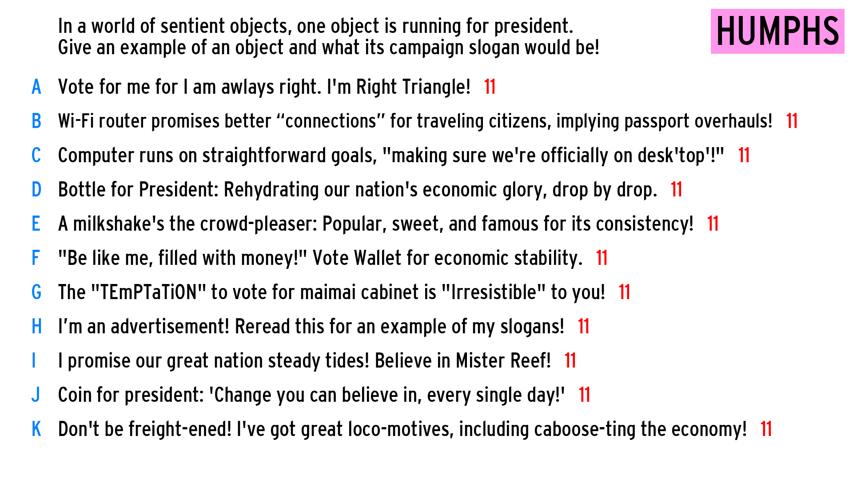 In a world of sentient objects, one object is running for president.
Give an example of an object and what its campaign slogan would be!
HUMPHS
A Vote for me for I am awlays right. I'm Right Triangle! 11
B Wi-Fi router promises better “connections” for traveling citizens, implying passport overhauls! 11
C Computer runs on straightforward goals, "making sure we're officially on desk'top'!" 11
D Bottle for President: Rehydrating our nation's economic glory, drop by drop. 11
E A milkshake's the crowd-pleaser: Popular, sweet, and famous for its consistency! 11
F "Be like me, filled with money!" Vote Wallet for economic stability. 11
G The "TEmPTaTiON" to vote for maimai cabinet is "Irresistible" to you! 11
H I’m an advertisement! Reread this for an example of my slogans! 11
I I promise our great nation steady tides! Believe in Mister Reef! 11
J Coin for president: 'Change you can believe in, every single day!' 11
K Don't be freight-ened! I've got great loco-motives, including caboose-ting the economy! 11